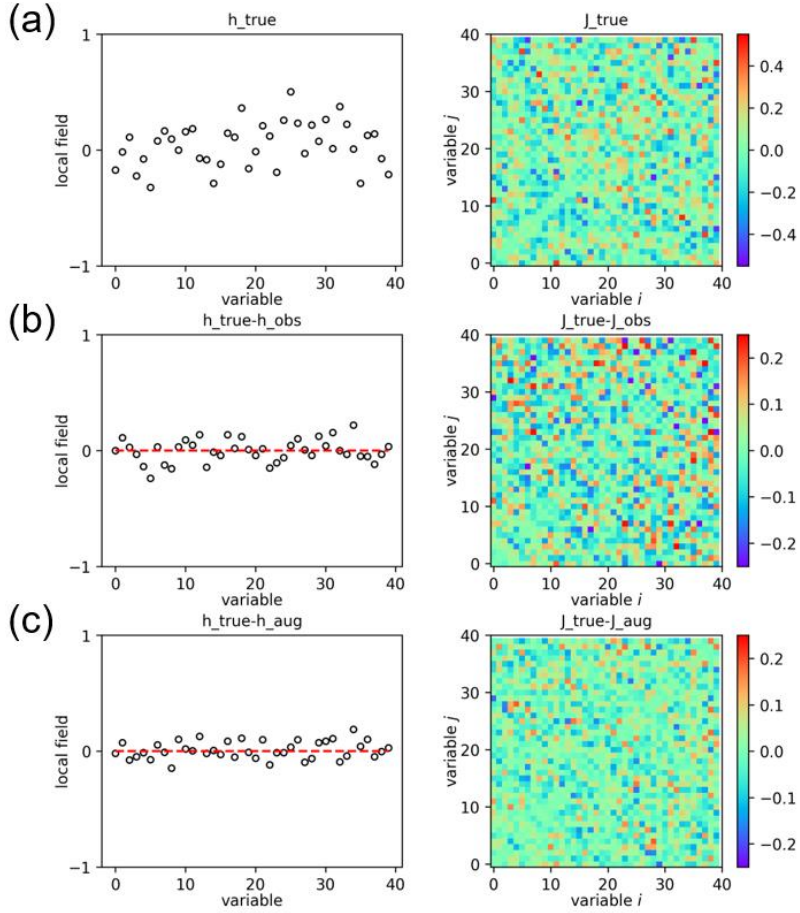 (a)
h_true
J_true
1
0
−1
local field
0 10 20 30 40
variable
40
30
20
10
0
variable j
0 10 20 30 40
variable i
0.4
0.2
0.0
−0.2
−0.4
(b)
h_true-h_obs
J_true-J_obs
1
0
−1
local field
0 10 20 30 40
variable
40
30
20
10
0
variable j
0 10 20 30 40
variable i
0.2
0.1
0.0
−0.1
−0.2
(c)
h_true-h_aug
J_true-J_aug
1
0
−1
local field
0 10 20 30 40
variable
40
30
20
10
0
variable j
0 10 20 30 40
variable i
0.2
0.1
0.0
−0.1
−0.2